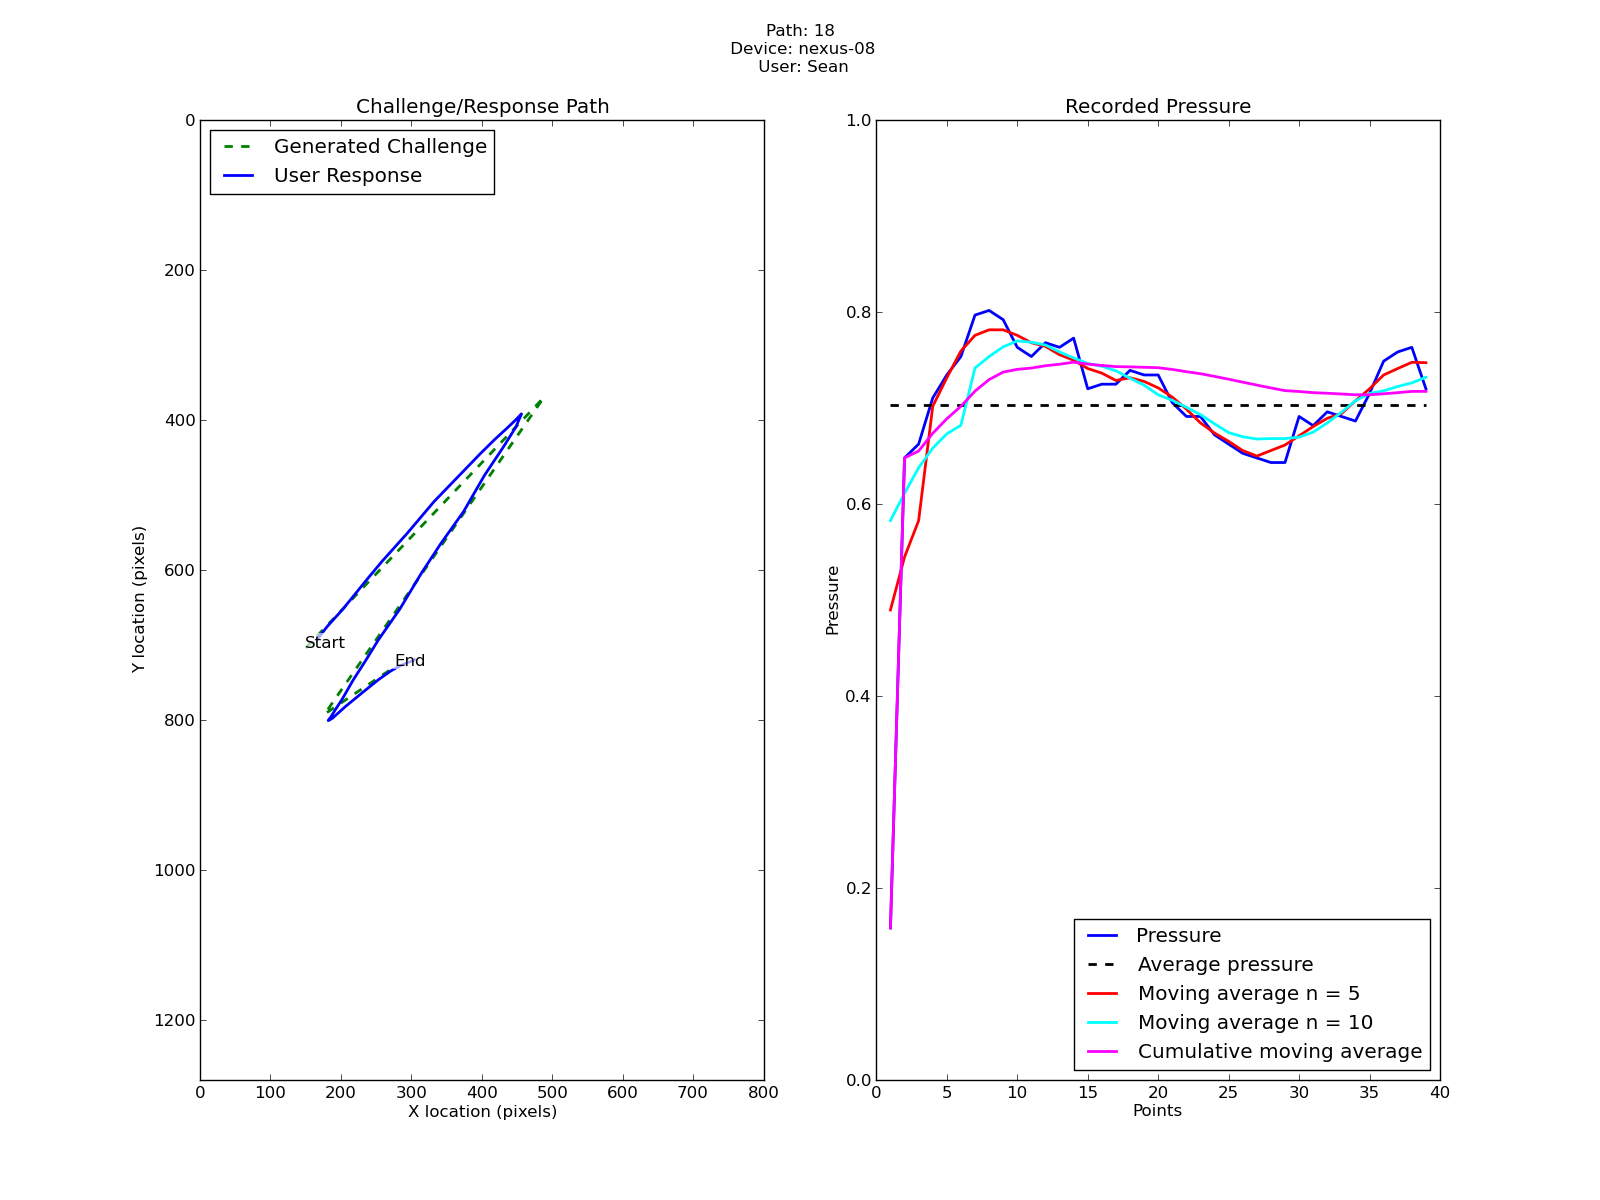 Path: 18
Device: nexus-08
User: Sean
Challenge/Response Path
0
200
400
600
800
1000
1200
Y location (pixels)
Generated Challenge
User Response
Start
End
0 100 200 300 400 500 600 700 800
X location (pixels)
Recorded Pressure
1.0
0.8
0.6
0.4
0.2
0.0
Pressure
Pressure
Average pressure
Moving average n = 5
Moving average n = 10
Cumulative moving average
0 5 10 15 20 25 30 35 40
Points